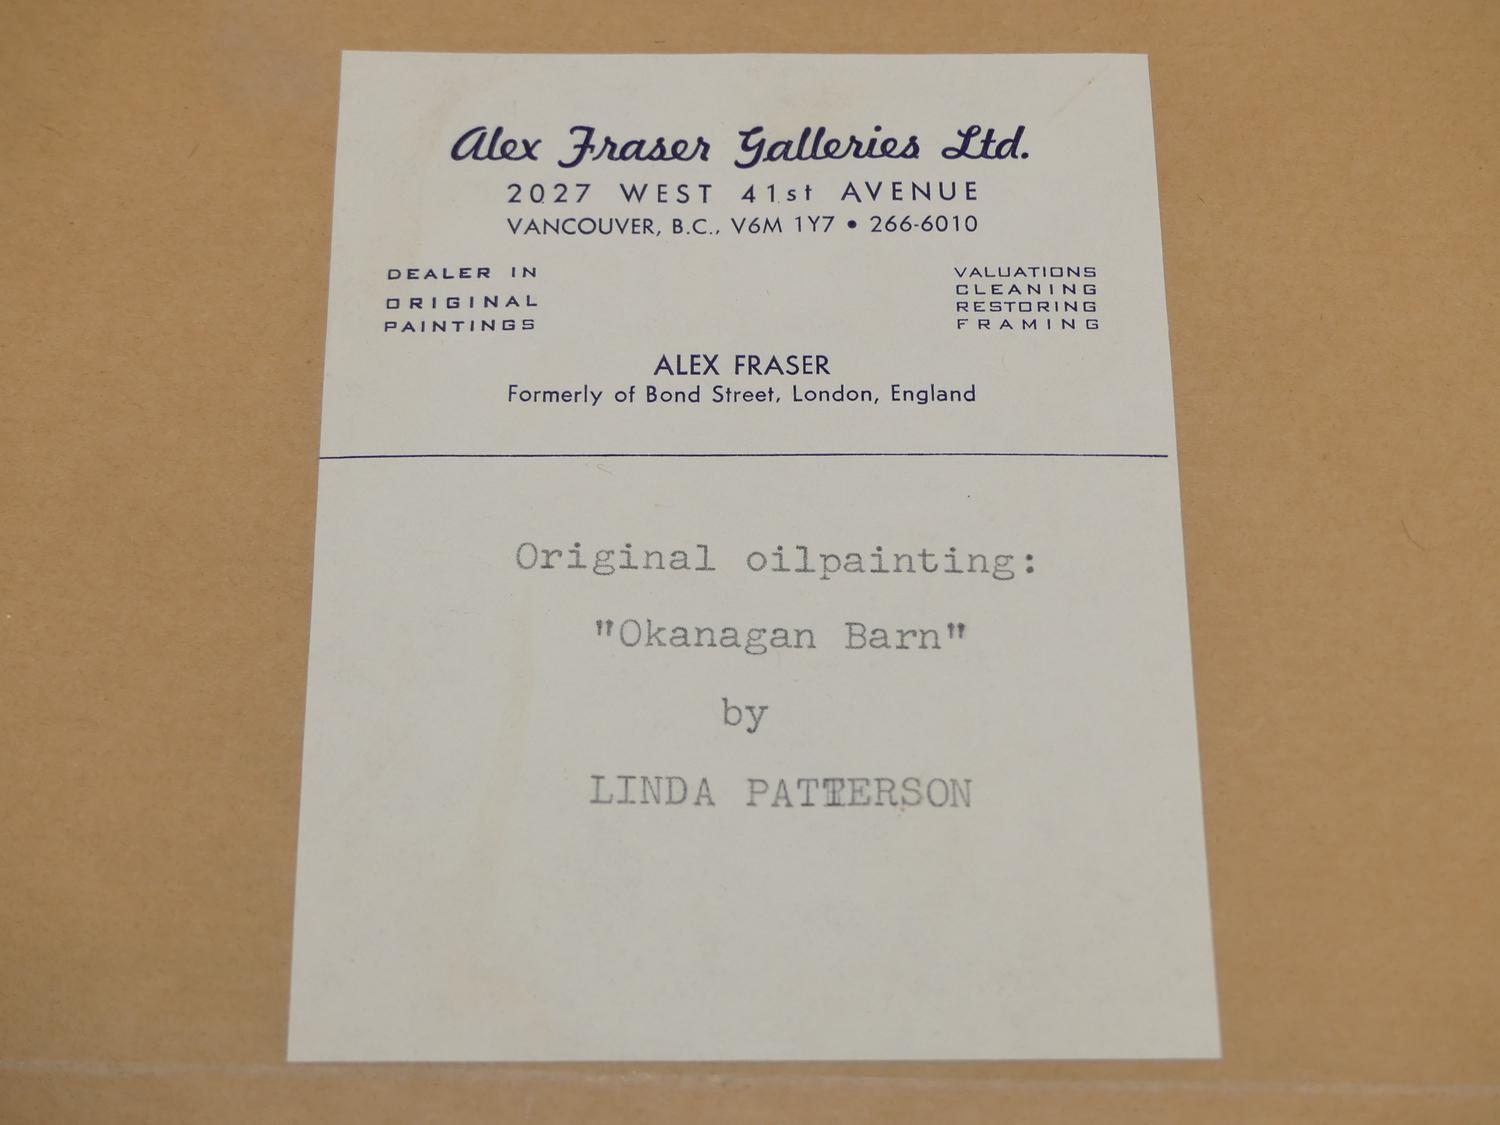 Alex Fraser Galleries Ltd.
2027 WEST 41st AVENUE
VANCOUVER, B.C., V6M 1Y7 • 266-6010
DEALER IN
ORIGINAL
PAINTINGS
VALUATIONS
CLEANING
RESTORING
FRAMING
ALEX FRASER
Formerly of Bond Street, London, England
Original oilpainting:
"Okanagan Barn"
by
LINDA PATTERSON